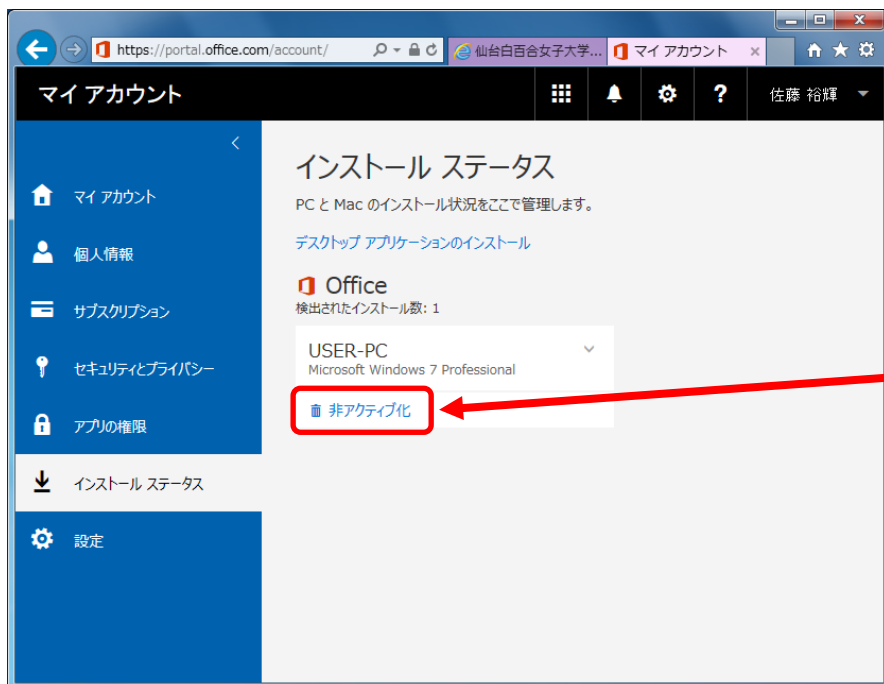 https://portal.office.com/account/
仙台白百合女子大学...
マイ アカウント
マイ アカウント
?
佐藤 裕輝
マイ アカウント
個人情報
サブスクリプション
セキュリティとプライバシー
アプリの権限
インストール ステータス
設定
インストール ステータス
PC と Mac のインストール状況をここで管理します。
デスクトップ アプリケーションのインストール
Office
検出されたインストール数: 1
USER-PC
Microsoft Windows 7 Professional
非アクティブ化